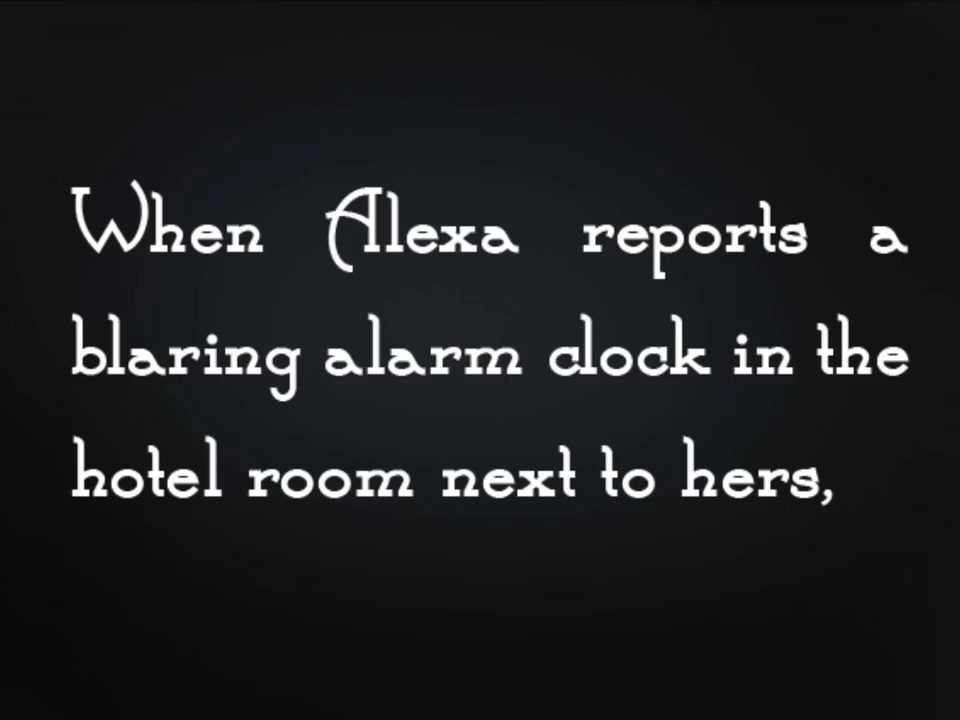 When Alexa reports a
blaring alarm clock in the
hotel room next to hers,